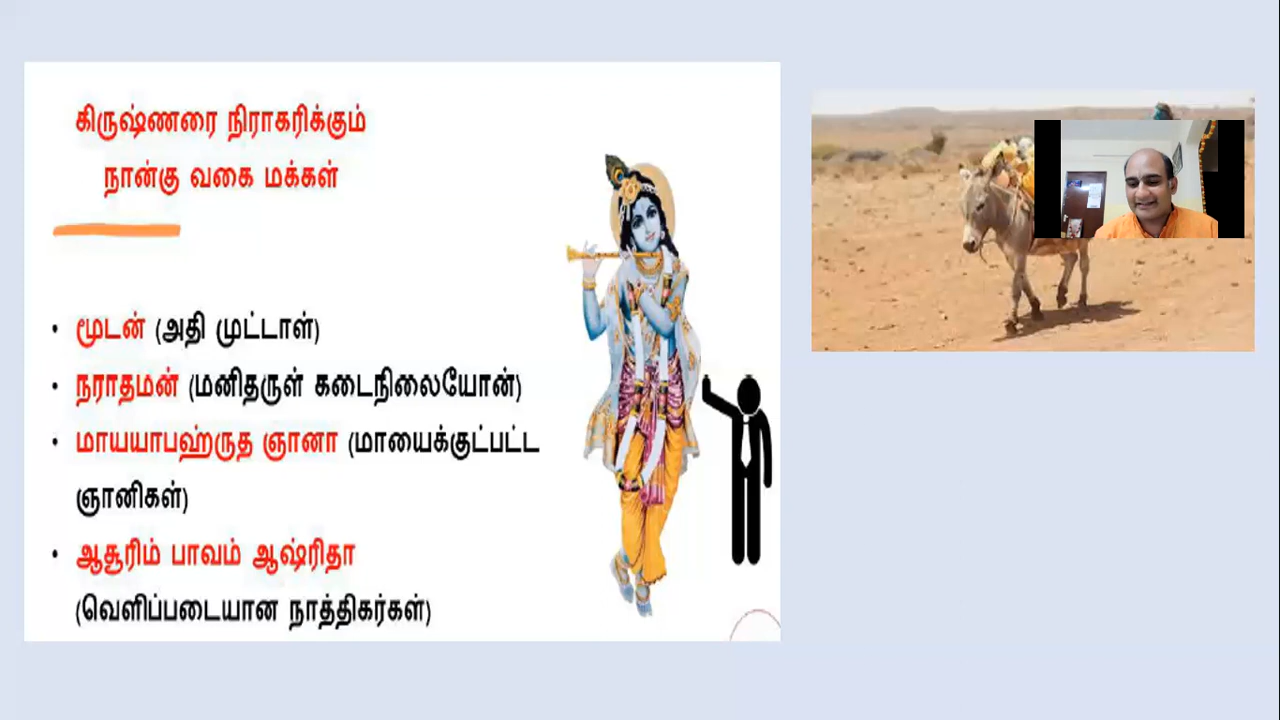 கிருஷ்ணரை நிராகரிக்கும்
நான்கு வகை மக்கள்
• மூடன் (அதி முட்டாள்)
• நராதமன் (மனிதருள் கடைநிலையோன்)
• மாயயாபஹ்ருத ஞானா (மாயைக்குட்பட்ட
ஞானிகள்)
• ஆசூரிம் பாவம் ஆஷ்ரிதா
(வெளிப்படையான நாத்திகர்கள்)